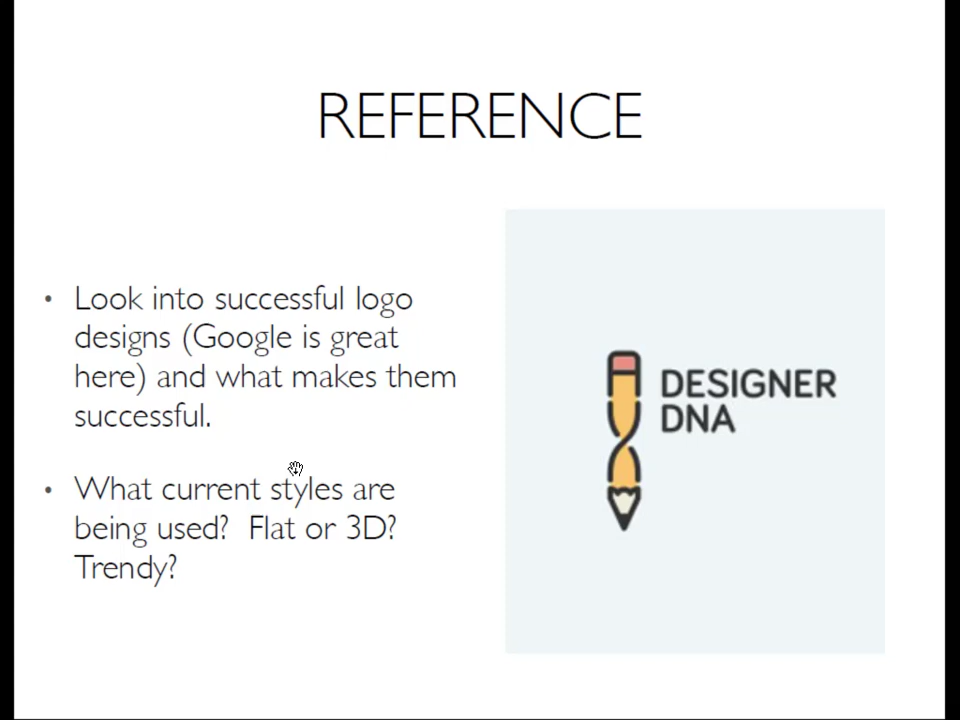 REFERENCE
• Look into successful logo
designs (Google is great
here) and what makes them
successful.
• What current styles are
being used?  Flat or 3D?
Trendy?
DESIGNER
DNA